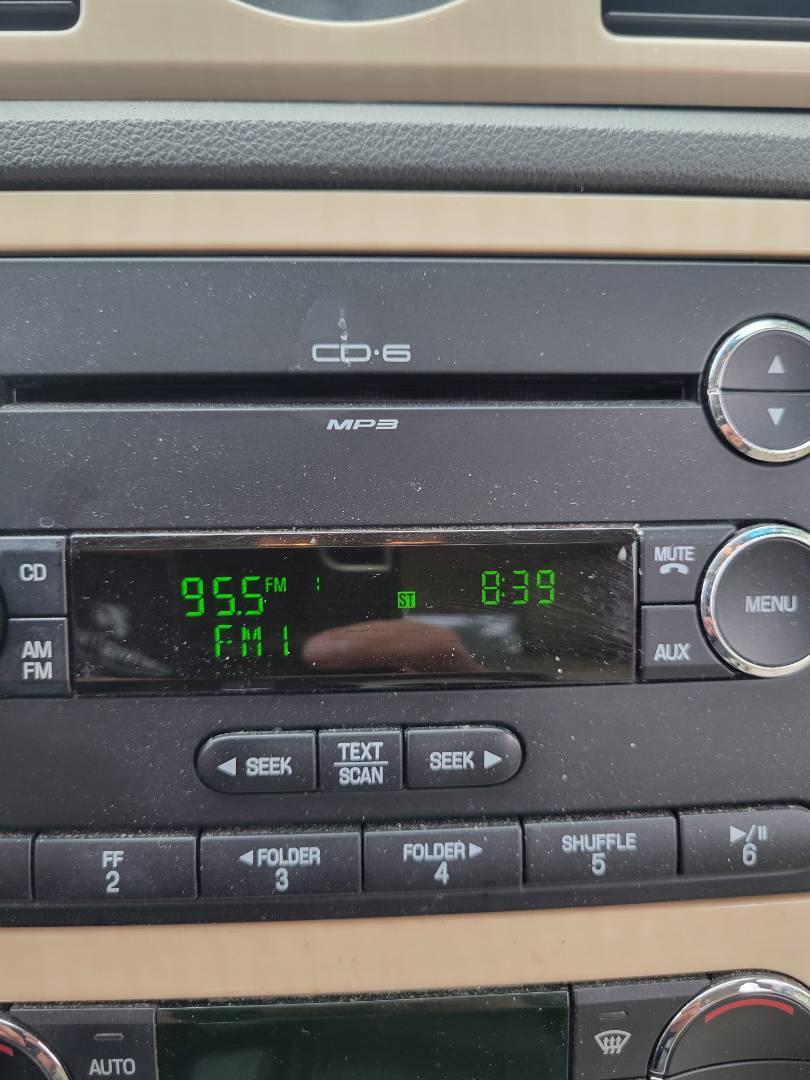 CD·6
MP3
CD
95.5 FM 1 ST 8:39
MUTE
MENU
AM
FM
FM1
AUX
◄ SEEK
TEXT
SCAN
SEEK ►
FF
2
◄FOLDER
3
FOLDER►
4
SHUFFLE
5
►/II
6
AUTO